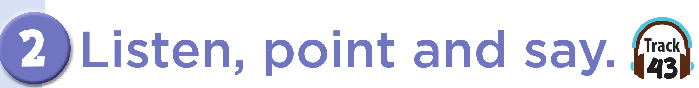 2 Listen, point and say. Track 43